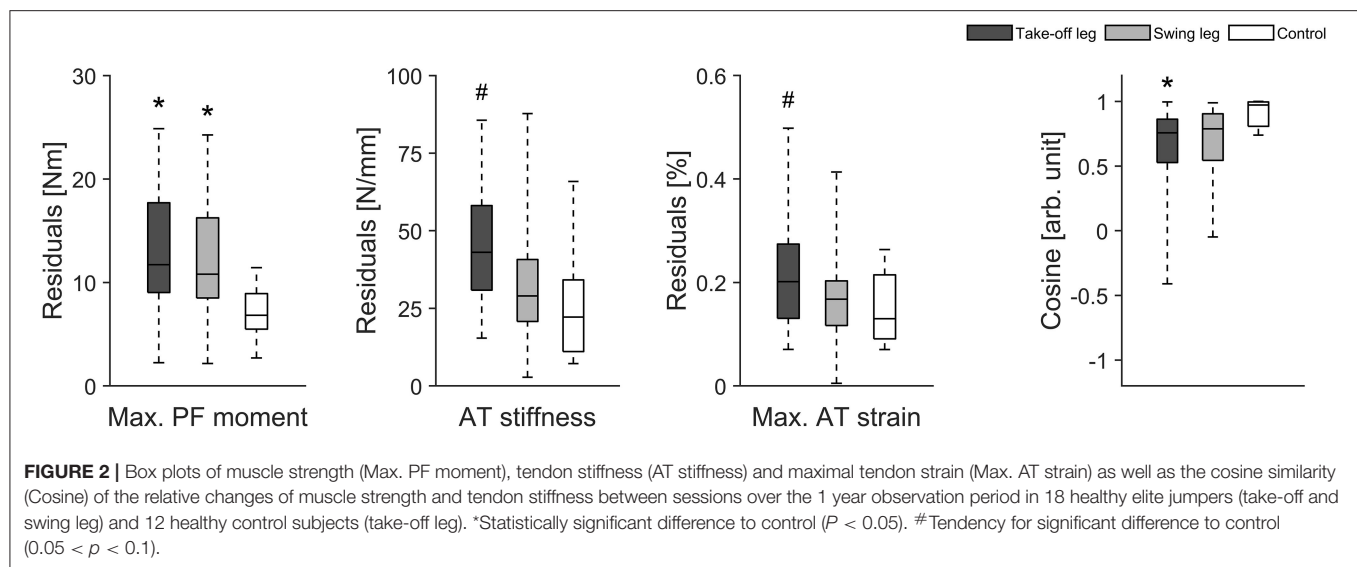 Take-off leg Swing leg Control
30
20
10
0
Residuals [Nm]
* *
Max. PF moment
100
75
50
25
0
Residuals [N/mm]
#
AT stiffness
0.6
0.4
0.2
0
Residuals [%]
#
Max. AT strain
1
0.5
0
-0.5
-1
Cosine [arb. unit]
*
FIGURE 2 | Box plots of muscle strength (Max. PF moment), tendon stiffness (AT stiffness) and maximal tendon strain (Max. AT strain) as well as the cosine similarity
(Cosine) of the relative changes of muscle strength and tendon stiffness between sessions over the 1 year observation period in 18 healthy elite jumpers (take-off and
swing leg) and 12 healthy control subjects (take-off leg). *Statistically significant difference to control (P < 0.05). #Tendency for significant difference to control
(0.05 < p < 0.1).